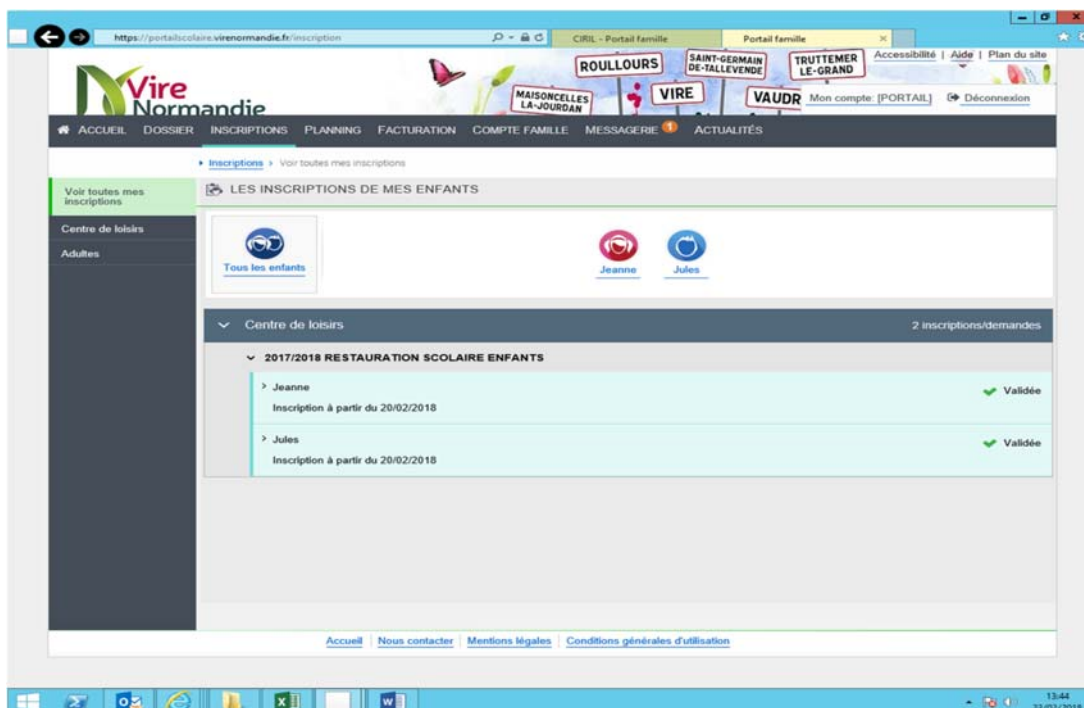 https://portailscolaire.virenormandie.fr/inscription
CIRIL - Portail famille
Portail famille
Vire
Normandie
ROULLOURS
SAINT-GERMAIN
DE-TALLEVENDE
TRUTTEMER
LE-GRAND
MAISONCELLES
LA-JOURDAN
VIRE
VAUDR
Accessibilité | Aide | Plan du site
Mon compte: [PORTAIL] Déconnexion
ACCUEIL DOSSIER INSCRIPTIONS PLANNING FACTURATION COMPTE FAMILLE MESSAGERIE 1 ACTUALITÉS
Inscriptions > Voir toutes mes inscriptions
Voir toutes mes
inscriptions
Centre de loisirs
Adultes
LES INSCRIPTIONS DE MES ENFANTS
Tous les enfants
Jeanne
Jules
Centre de loisirs 2 inscriptions/demandes
2017/2018 RESTAURATION SCOLAIRE ENFANTS
Jeanne
Validée
Inscription à partir du 20/02/2018
Jules
Validée
Inscription à partir du 20/02/2018
Accueil | Nous contacter | Mentions légales | Conditions générales d'utilisation
13:44